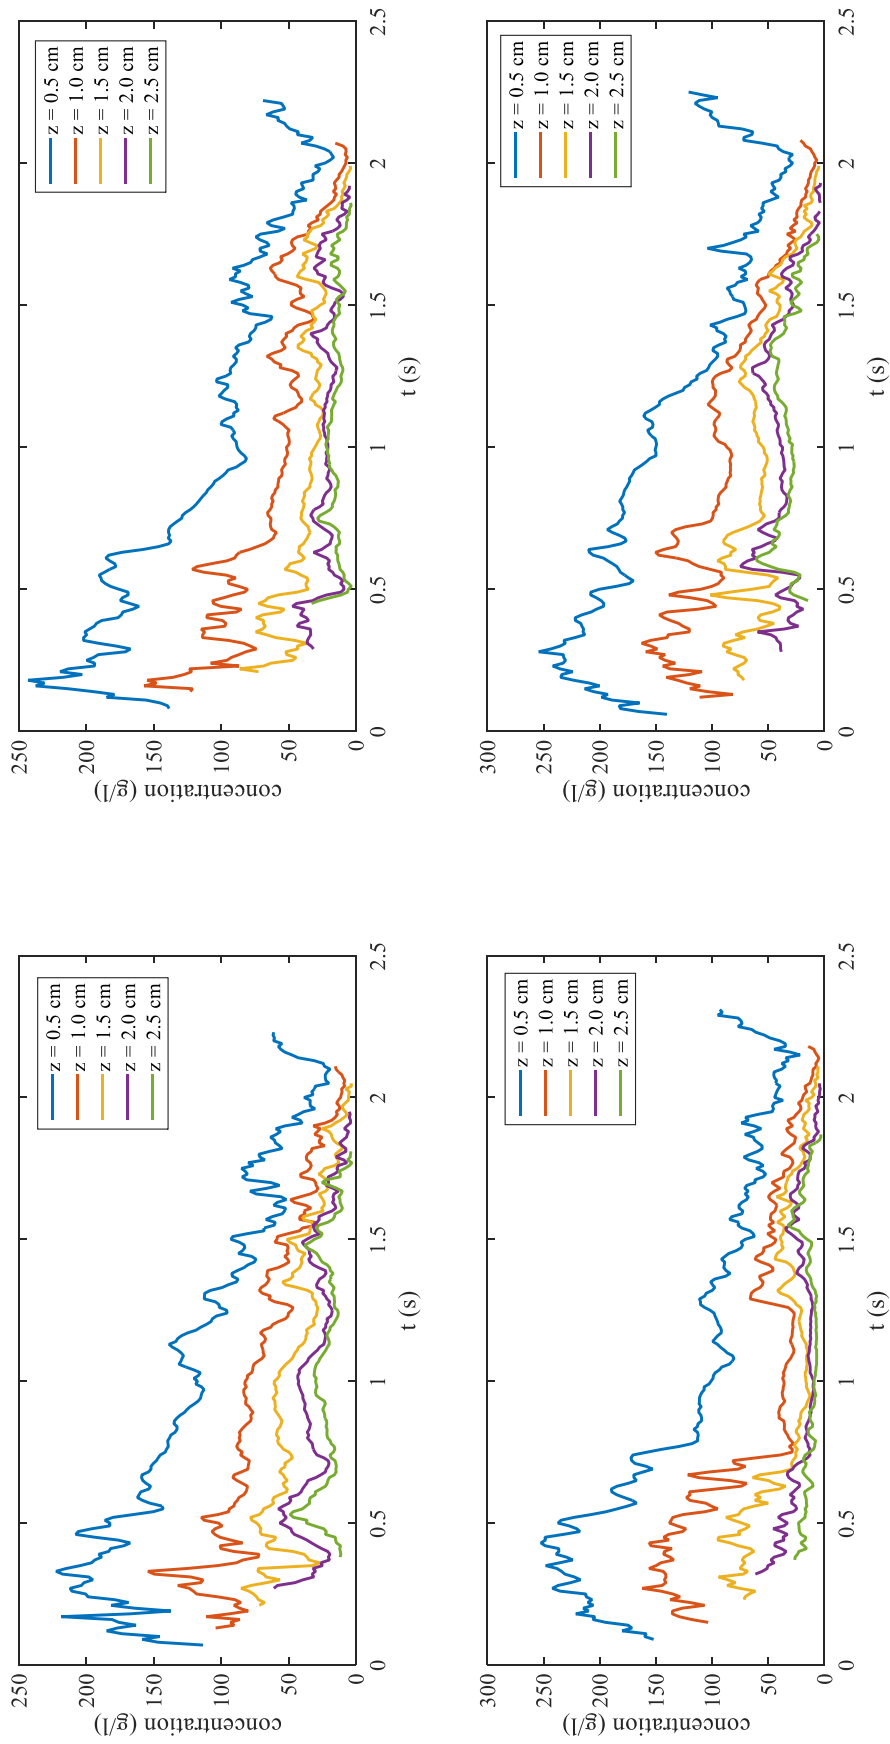 concentration (g/l)
250
200
150
100
50
0
z = 0.5 cm
z = 1.0 cm
z = 1.5 cm
z = 2.0 cm
z = 2.5 cm
0 0.5 1 1.5 2 2.5
t (s)
concentration (g/l)
250
200
150
100
50
0
z = 0.5 cm
z = 1.0 cm
z = 1.5 cm
z = 2.0 cm
z = 2.5 cm
0 0.5 1 1.5 2 2.5
t (s)
concentration (g/l)
300
250
200
150
100
50
0
z = 0.5 cm
z = 1.0 cm
z = 1.5 cm
z = 2.0 cm
z = 2.5 cm
0 0.5 1 1.5 2 2.5
t (s)
concentration (g/l)
300
250
200
150
100
50
0
z = 0.5 cm
z = 1.0 cm
z = 1.5 cm
z = 2.0 cm
z = 2.5 cm
0 0.5 1 1.5 2 2.5
t (s)